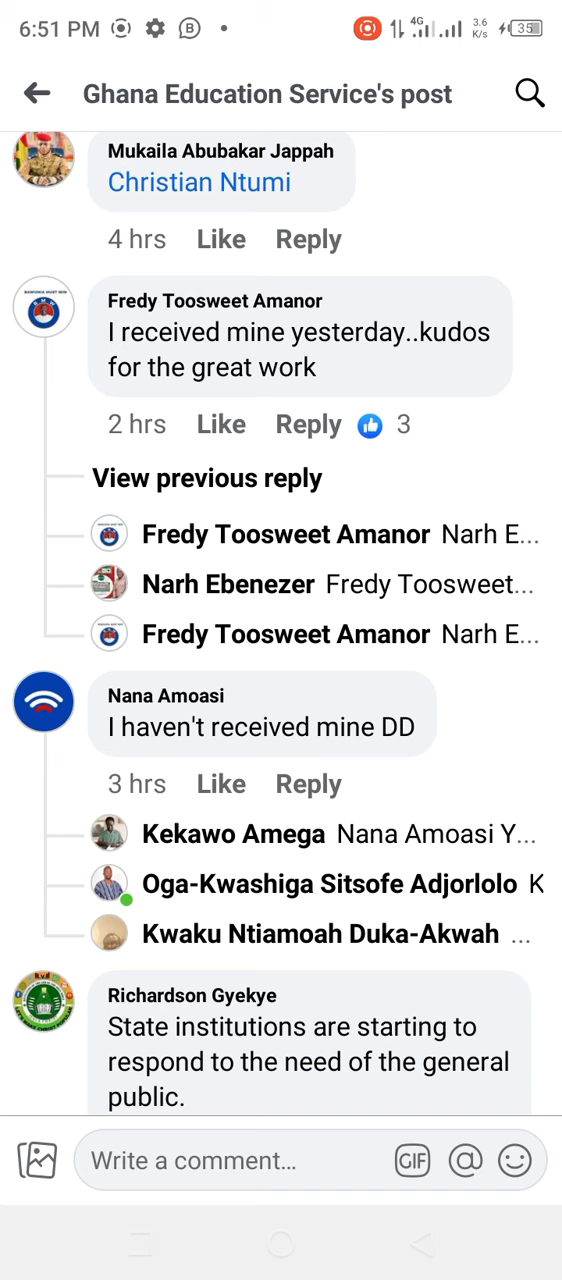 6:51 PM
4G
3.6
K/s
35
Ghana Education Service's post
Mukaila Abubakar Jappah
Christian Ntumi
4 hrs Like Reply
Fredy Toosweet Amanor
I received mine yesterday..kudos
for the great work
2 hrs Like Reply 3
View previous reply
Fredy Toosweet Amanor Narh E...
Narh Ebenezer Fredy Toosweet...
Fredy Toosweet Amanor Narh E...
Nana Amoasi
I haven't received mine DD
3 hrs Like Reply
Kekawo Amega Nana Amoasi Y...
Oga-Kwashiga Sitsofe Adjorlolo K
Kwaku Ntiamoah Duka-Akwah ...
Richardson Gyekye
State institutions are starting to
respond to the need of the general
public.
Write a comment...
GIF